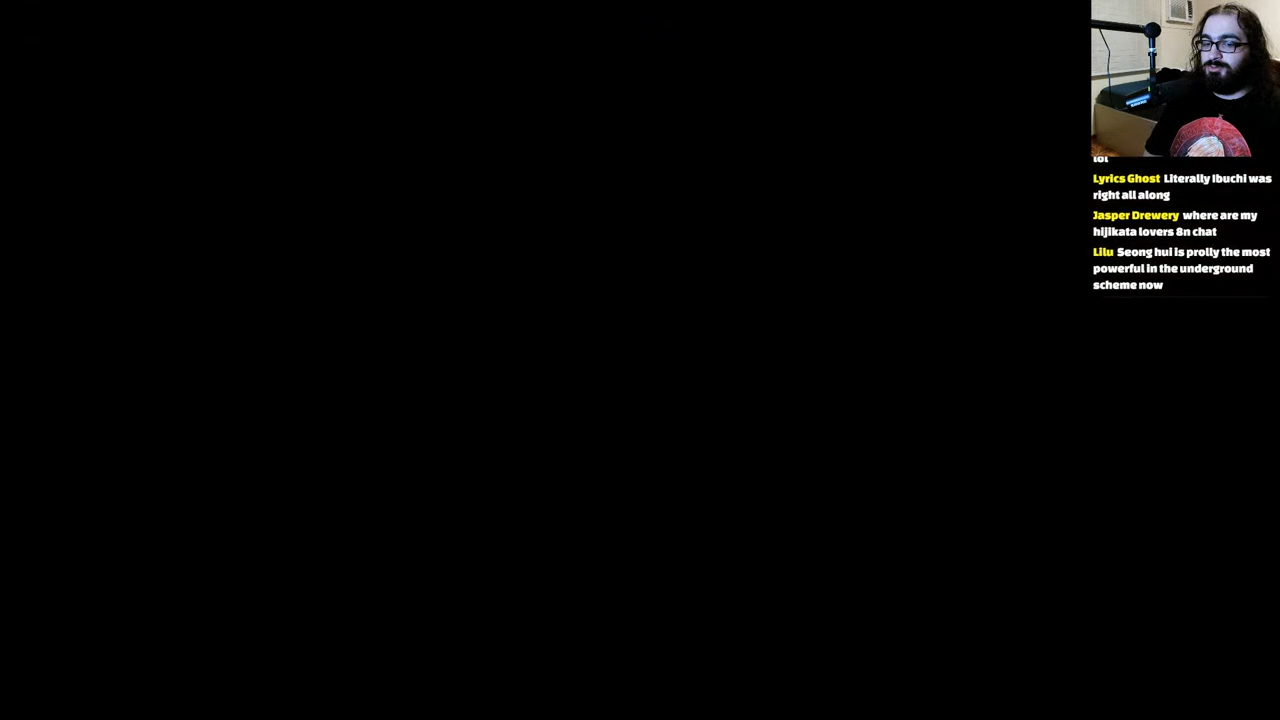 lol
Lyrics Ghost Literally Ibuchi was
right all along
Jasper Drewery where are my
hijikata lovers 8n chat
Lilu Seong hui is prolly the most
powerful in the underground
scheme now